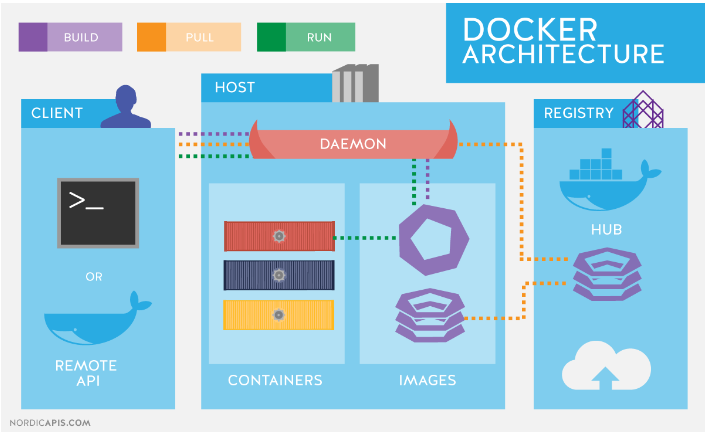 BUILD
PULL
RUN
DOCKER
ARCHITECTURE
CLIENT
HOST
REGISTRY
DAEMON
>_
OR
REMOTE
API
CONTAINERS
IMAGES
HUB
NORDICAPIS.COM